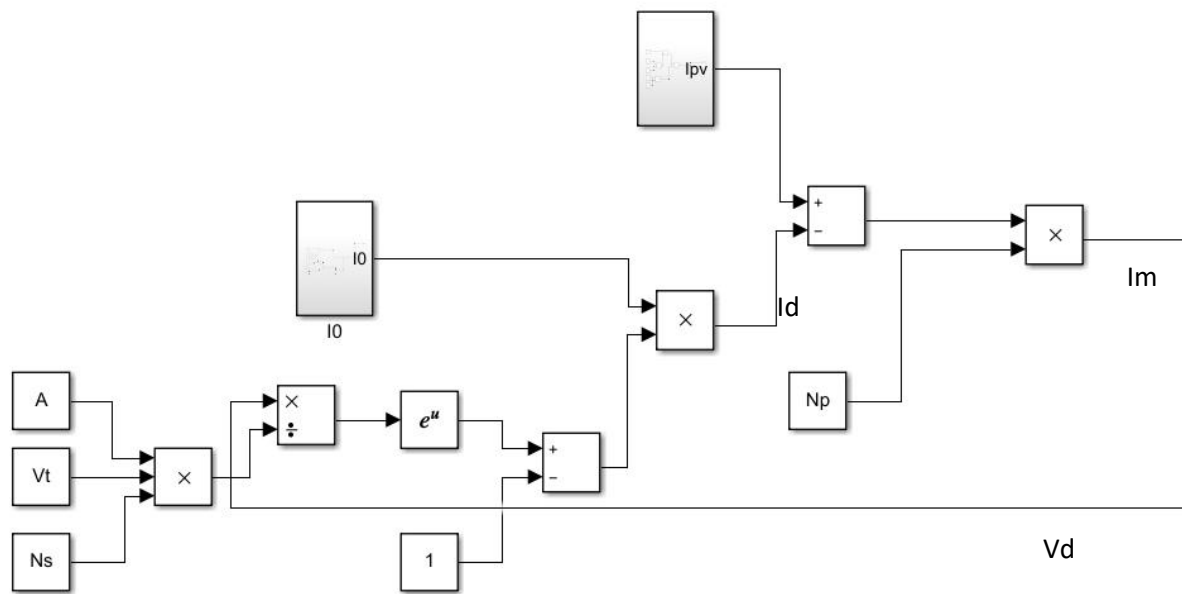 Ipv
+
−
×
Im
I0
I0
×
Id
Np
A
Vt
Ns
×
×
÷
e^u
+
−
1
Vd